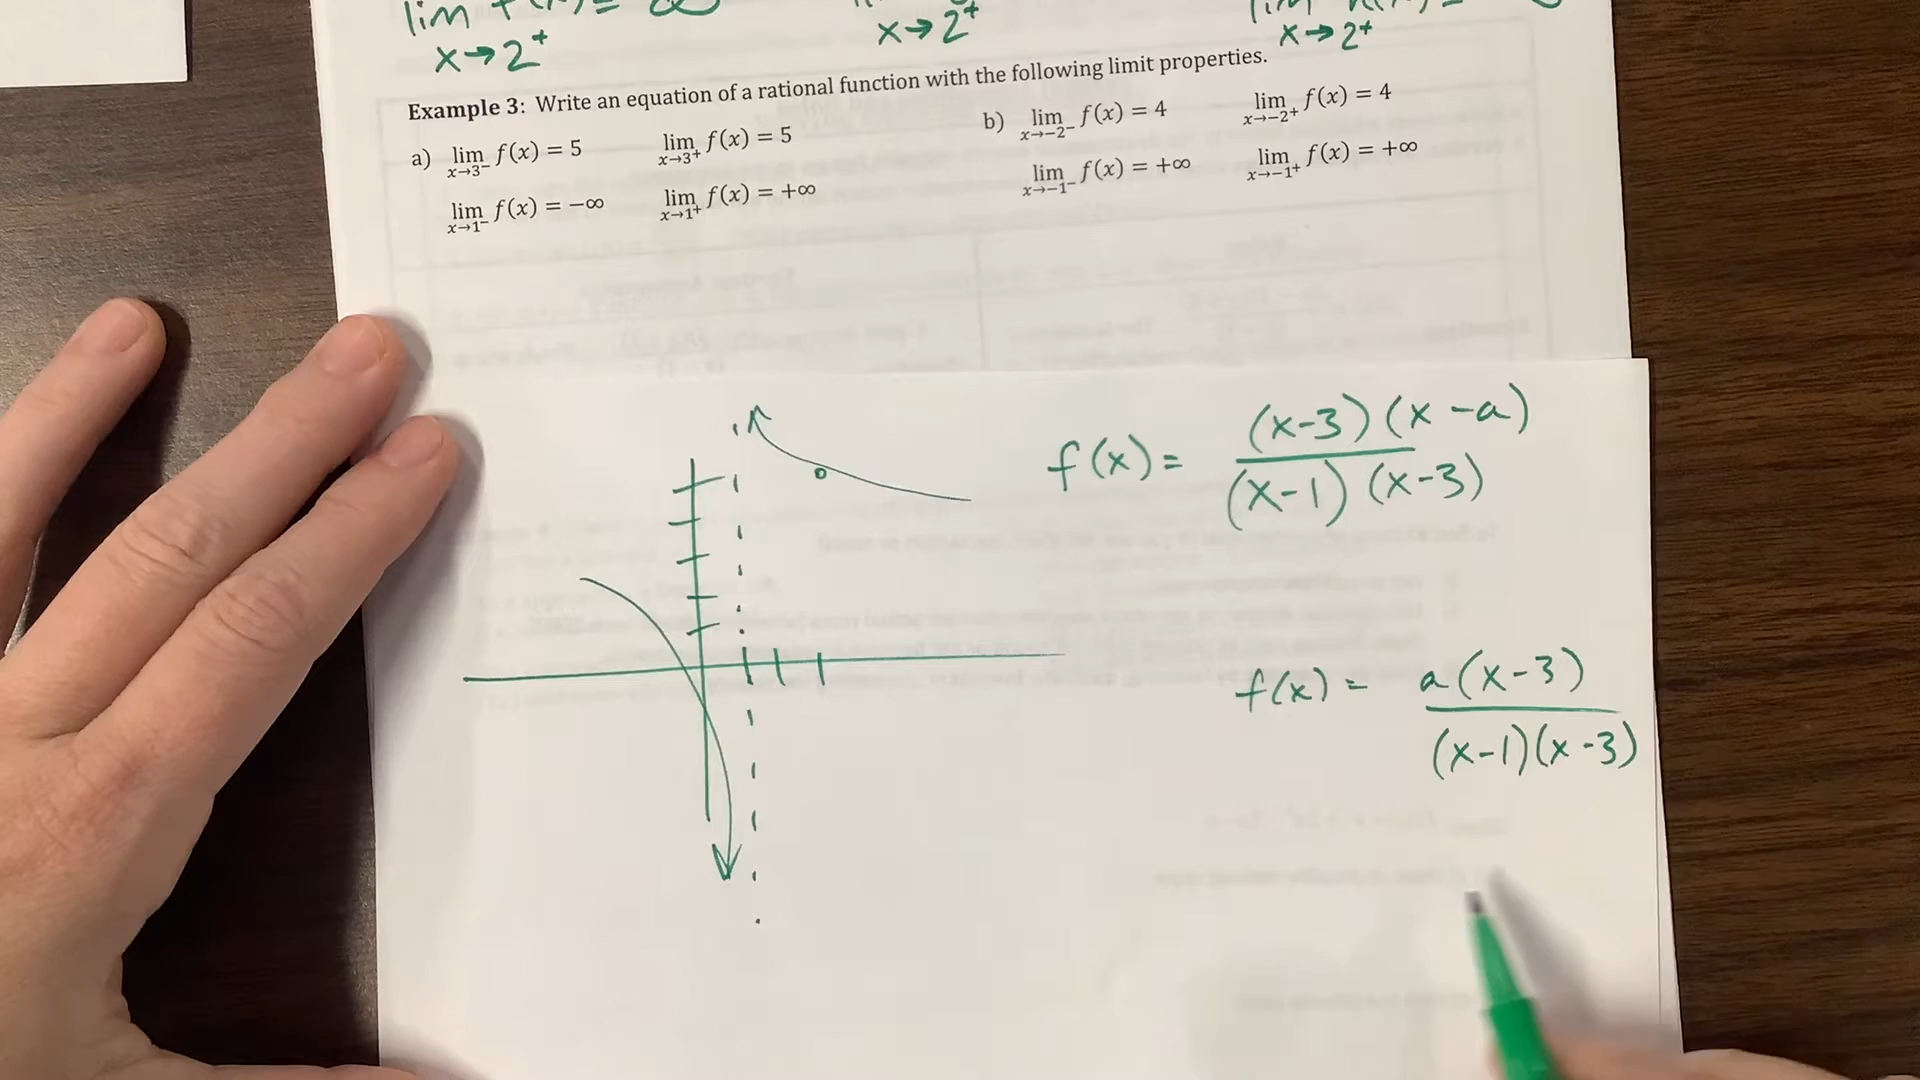 lim f(x) = ∞
x→2⁺
x→2⁺
x→2⁺
Example 3: Write an equation of a rational function with the following limit properties.
a) lim x→3⁻ f(x) = 5 lim x→3⁺ f(x) = 5
lim x→1⁻ f(x) = −∞ lim x→1⁺ f(x) = +∞
b) lim x→−2⁻ f(x) = 4 lim x→−2⁺ f(x) = 4
lim x→−1⁻ f(x) = +∞ lim x→−1⁺ f(x) = +∞
f(x) = (x-3)(x-a) / (x-1)(x-3)
f(x) = a(x-3) / (x-1)(x-3)